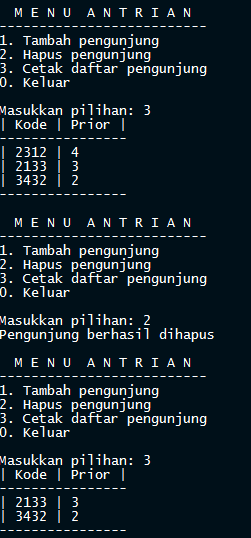 M E N U  A N T R I A N
--------------------------
1. Tambah pengunjung
2. Hapus pengunjung
3. Cetak daftar pengunjung
0. Keluar
Masukkan pilihan: 3
| Kode | Prior |
----------------
| 2312 | 4
| 2133 | 3
| 3432 | 2
----------------
M E N U  A N T R I A N
--------------------------
1. Tambah pengunjung
2. Hapus pengunjung
3. Cetak daftar pengunjung
0. Keluar
Masukkan pilihan: 2
Pengunjung berhasil dihapus
M E N U  A N T R I A N
--------------------------
1. Tambah pengunjung
2. Hapus pengunjung
3. Cetak daftar pengunjung
0. Keluar
Masukkan pilihan: 3
| Kode | Prior |
----------------
| 2133 | 3
| 3432 | 2
----------------